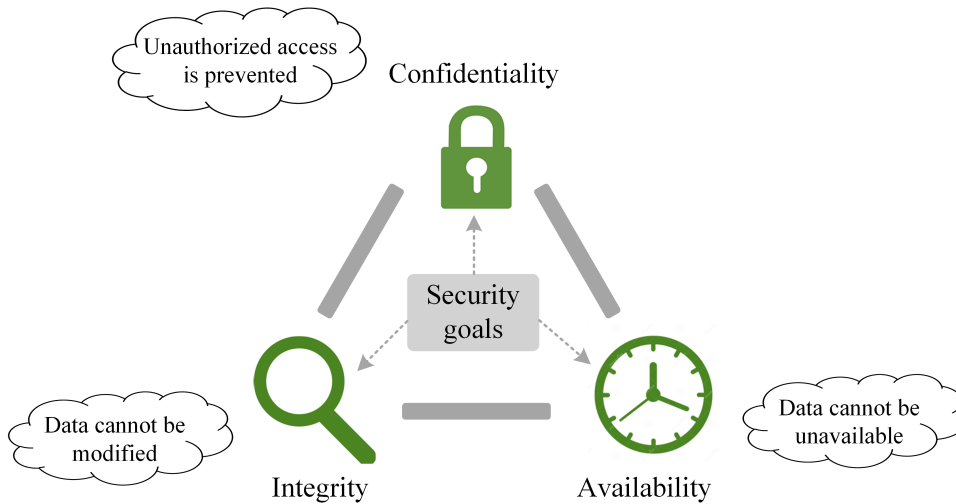 Unauthorized access
is prevented
Confidentiality
Security
goals
Data cannot be
modified
Data cannot be
unavailable
Integrity
Availability